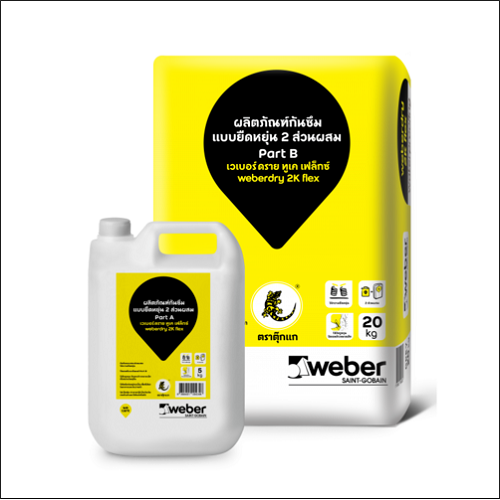 ผลิตภัณฑ์กันซึม
แบบยืดหยุ่น 2 ส่วนผสม
Part B
เวเบอร์ดราย ทูเค เฟล็กซ์
weberdry 2K flex
ตราตุ๊กแก
20
kg
weber
SAINT-GOBAIN
weber
ผลิตภัณฑ์กันซึม
แบบยืดหยุ่น 2 ส่วนผสม
Part A
เวเบอร์ดราย ทูเค เฟล็กซ์
weberdry 2K flex
5
kg
weber
SAINT-GOBAIN